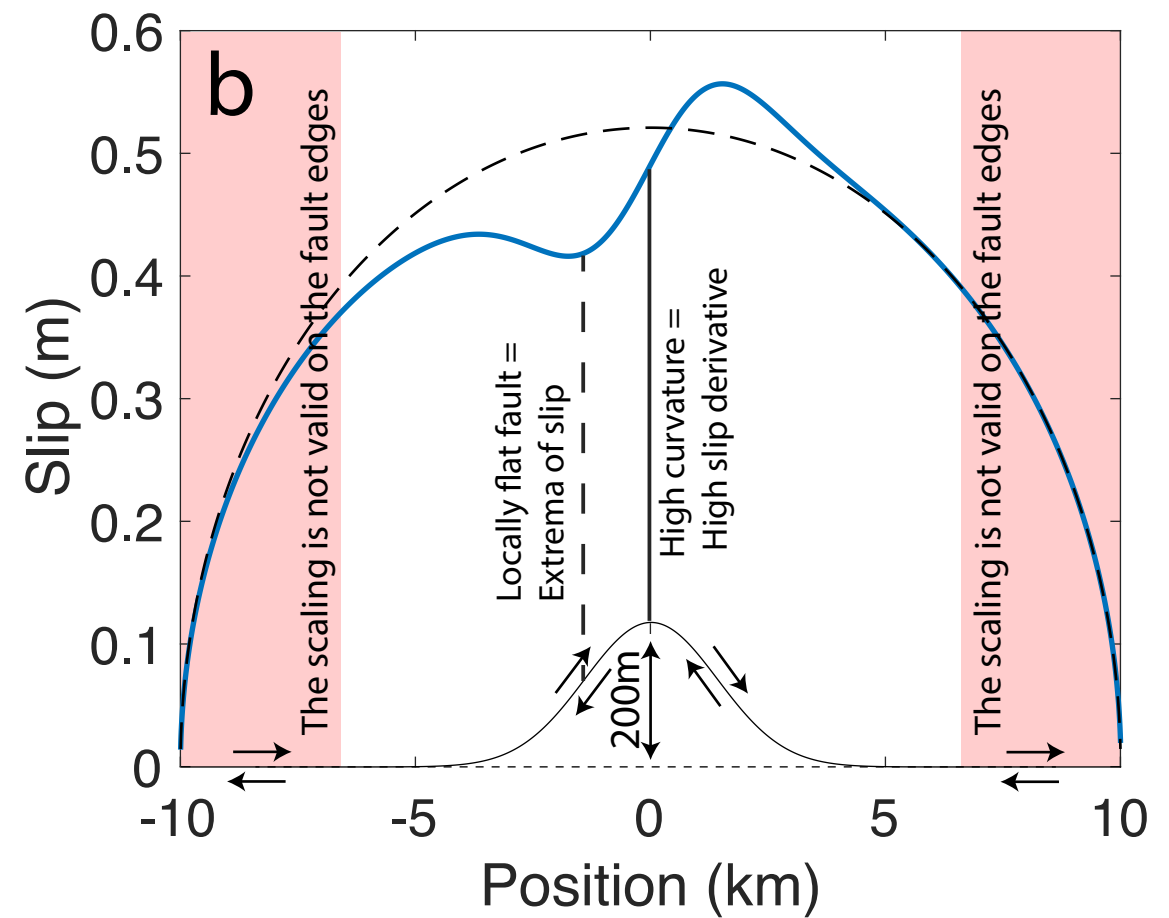 b
0.6
0.5
0.4
0.3
0.2
0.1
0
Slip (m)
The scaling is not valid on the fault edges
Locally flat fault =
Extrema of slip
High curvature =
High slip derivative
200m
The scaling is not valid on the fault edges
-10
-5
0
5
10
Position (km)